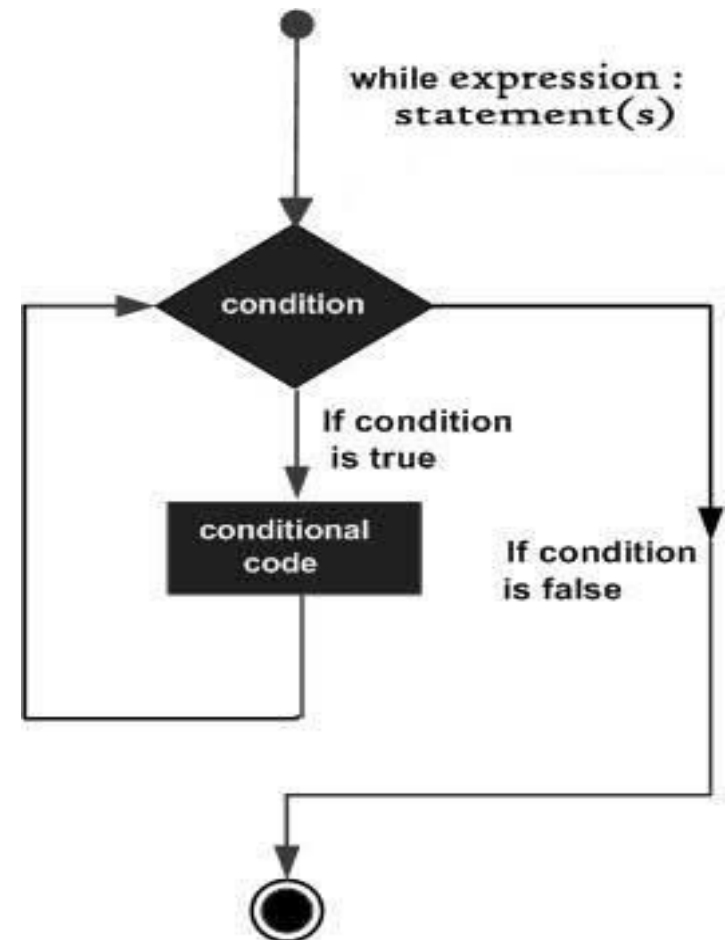 while expression :
statement(s)
condition
If condition
is true
conditional
code
If condition
is false